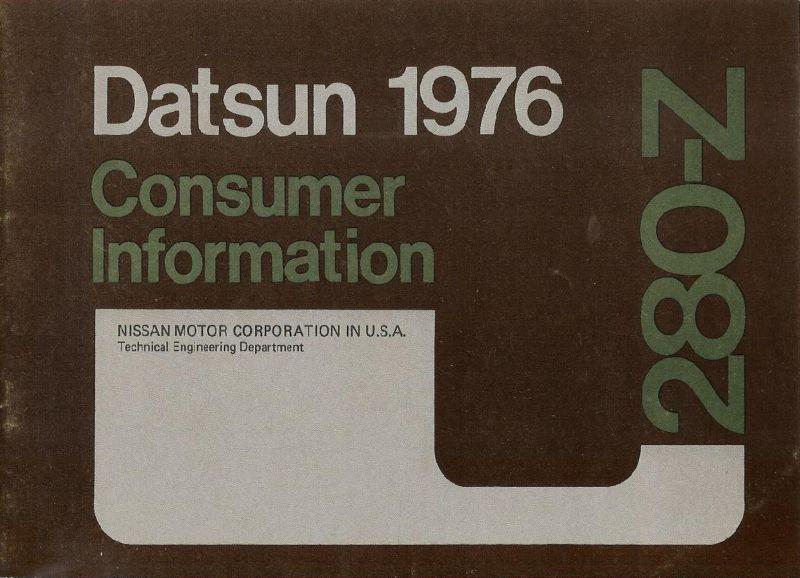 Datsun 1976
Consumer
Information
280-Z
NISSAN MOTOR CORPORATION IN U.S.A.
Technical Engineering Department